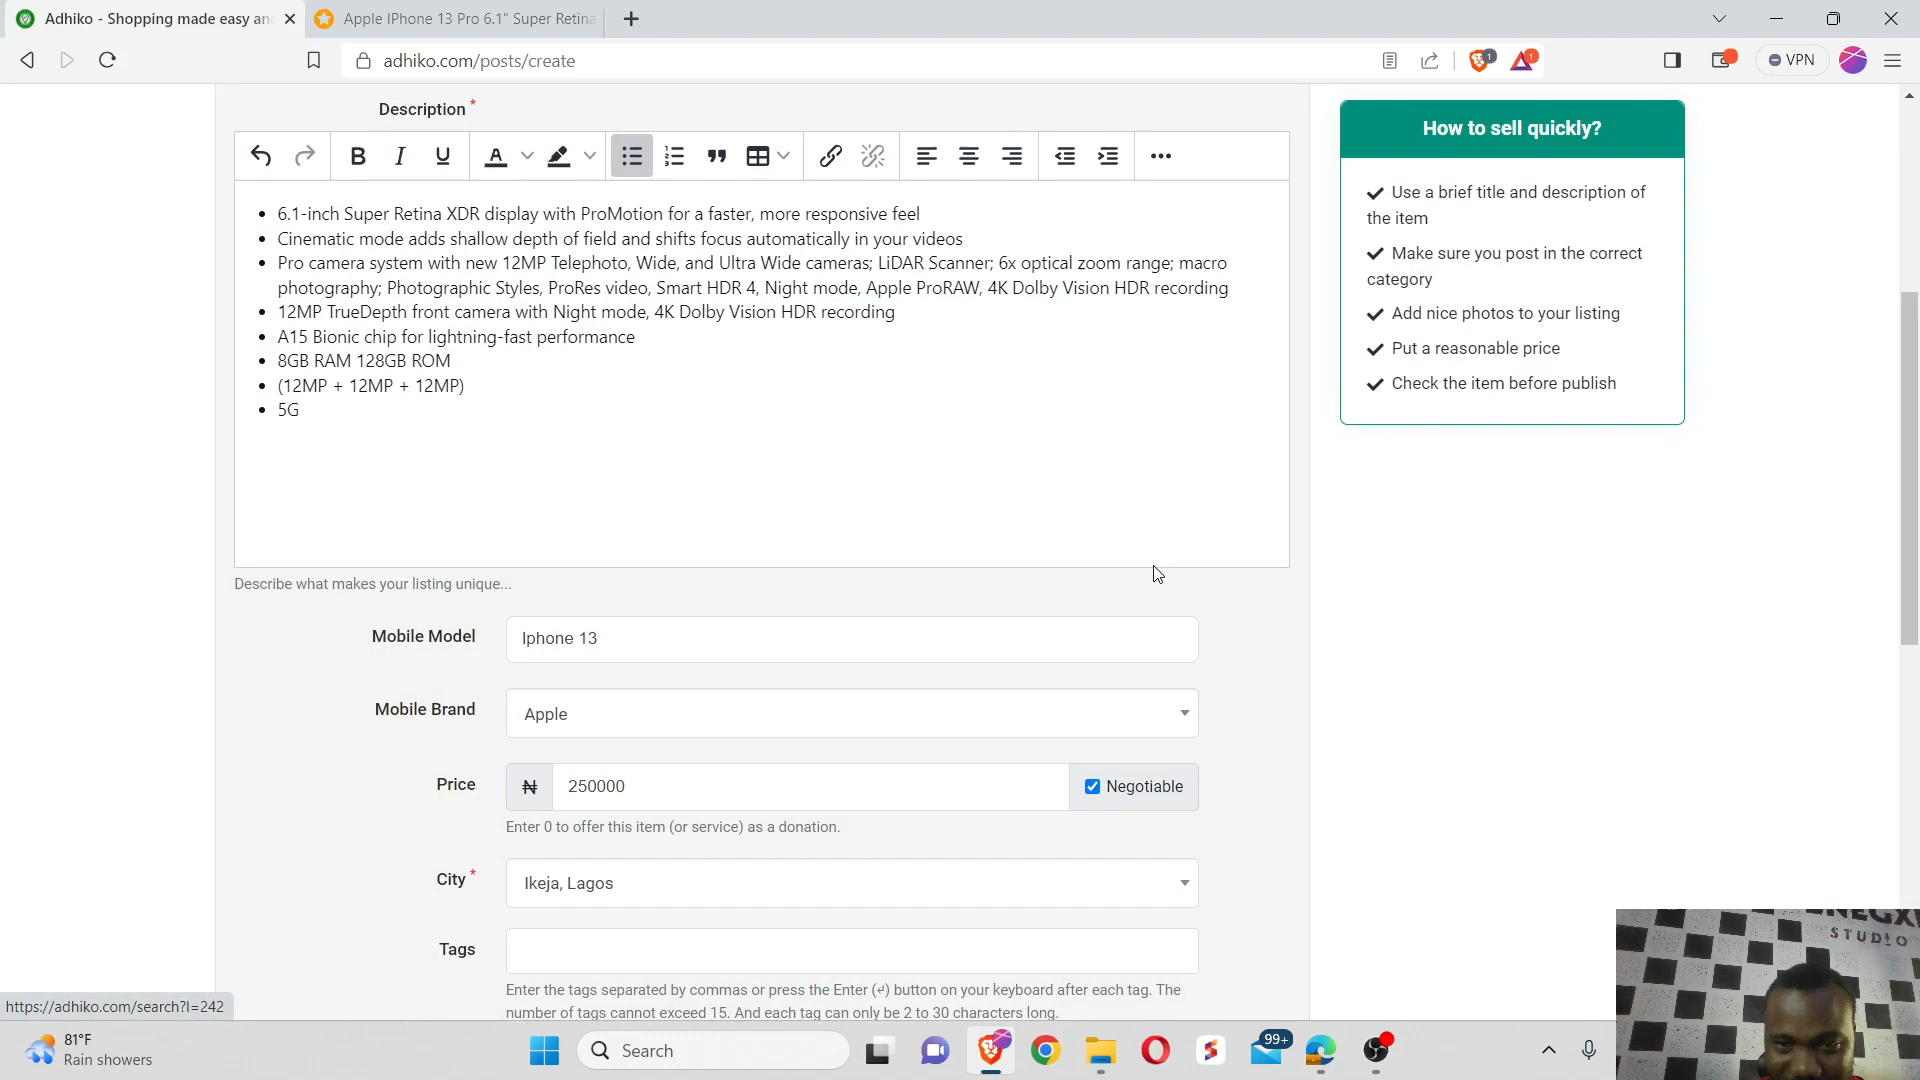 Adhiko - Shopping made easy an
Apple IPhone 13 Pro 6.1" Super Retina
adhiko.com/posts/create
1
1
VPN
Description *
How to sell quickly?
B I U A
6.1-inch Super Retina XDR display with ProMotion for a faster, more responsive feel
Cinematic mode adds shallow depth of field and shifts focus automatically in your videos
Pro camera system with new 12MP Telephoto, Wide, and Ultra Wide cameras; LiDAR Scanner; 6x optical zoom range; macro
photography; Photographic Styles, ProRes video, Smart HDR 4, Night mode, Apple ProRAW, 4K Dolby Vision HDR recording
12MP TrueDepth front camera with Night mode, 4K Dolby Vision HDR recording
A15 Bionic chip for lightning-fast performance
8GB RAM 128GB ROM
(12MP + 12MP + 12MP)
5G
Use a brief title and description of
the item
Make sure you post in the correct
category
Add nice photos to your listing
Put a reasonable price
Check the item before publish
Describe what makes your listing unique...
Mobile Model
Iphone 13
Mobile Brand
Apple
Price
₦
250000
Negotiable
Enter 0 to offer this item (or service) as a donation.
City *
Ikeja, Lagos
Tags
Enter the tags separated by commas or press the Enter (↵) button on your keyboard after each tag. The
number of tags cannot exceed 15. And each tag can only be 2 to 30 characters long.
https://adhiko.com/search?l=242
STUDIO
81°F
Rain showers
Search
99+